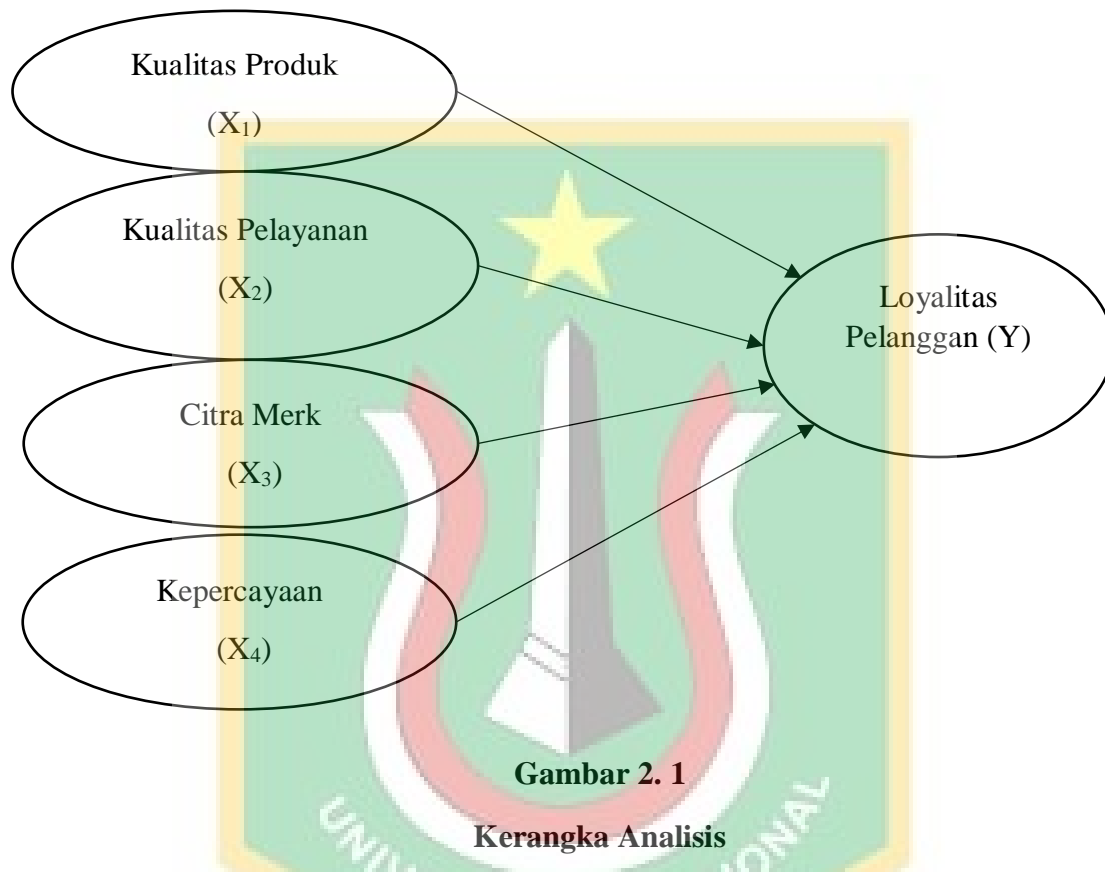 Kualitas Produk
(X₁)
Kualitas Pelayanan
(X₂)
Citra Merk
(X₃)
Kepercayaan
(X₄)
Loyalitas
Pelanggan (Y)
Gambar 2. 1
Kerangka Analisis